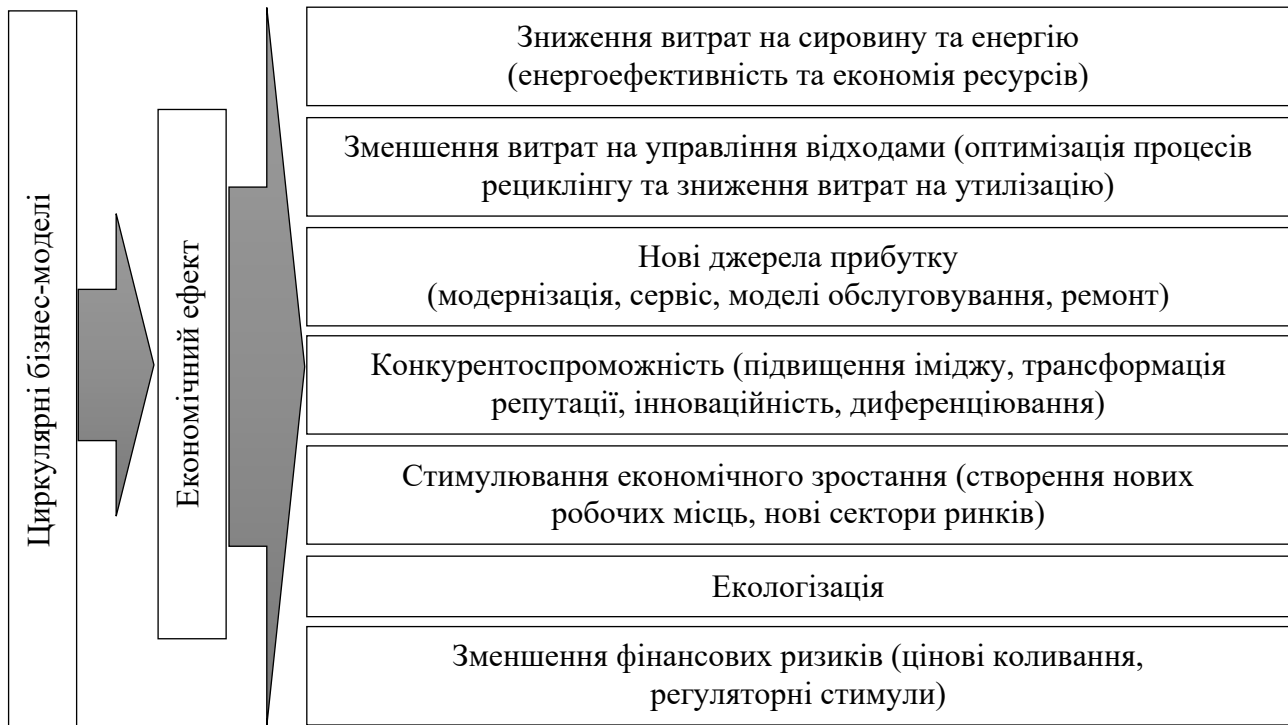 Циркулярні бізнес-моделі
Економічний ефект
Зниження витрат на сировину та енергію
(енергоефективність та економія ресурсів)
Зменшення витрат на управління відходами (оптимізація процесів
рециклінгу та зниження витрат на утилізацію)
Нові джерела прибутку
(модернізація, сервіс, моделі обслуговування, ремонт)
Конкурентоспроможність (підвищення іміджу, трансформація
репутації, інноваційність, диференціювання)
Стимулювання економічного зростання (створення нових
робочих місць, нові сектори ринків)
Екологізація
Зменшення фінансових ризиків (цінові коливання,
регуляторні стимули)